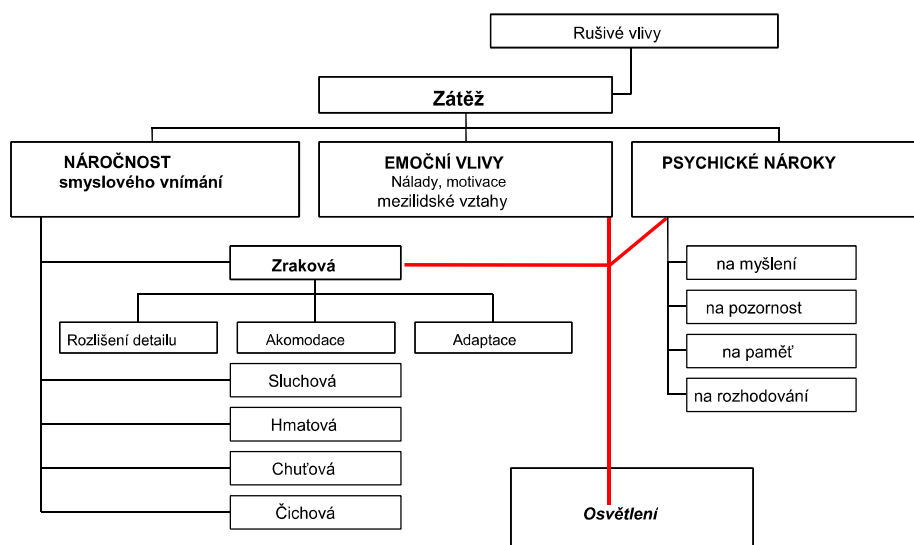 Rušivé vlivy
Zátěž
NÁROČNOST
smyslového vnímání
EMOČNÍ VLIVY
Nálady, motivace
mezilidské vztahy
PSYCHICKÉ NÁROKY
Zraková
Rozlišení detailu
Akomodace
Adaptace
Sluchová
Hmatová
Chuťová
Čichová
na myšlení
na pozornost
na paměť
na rozhodování
Osvětlení